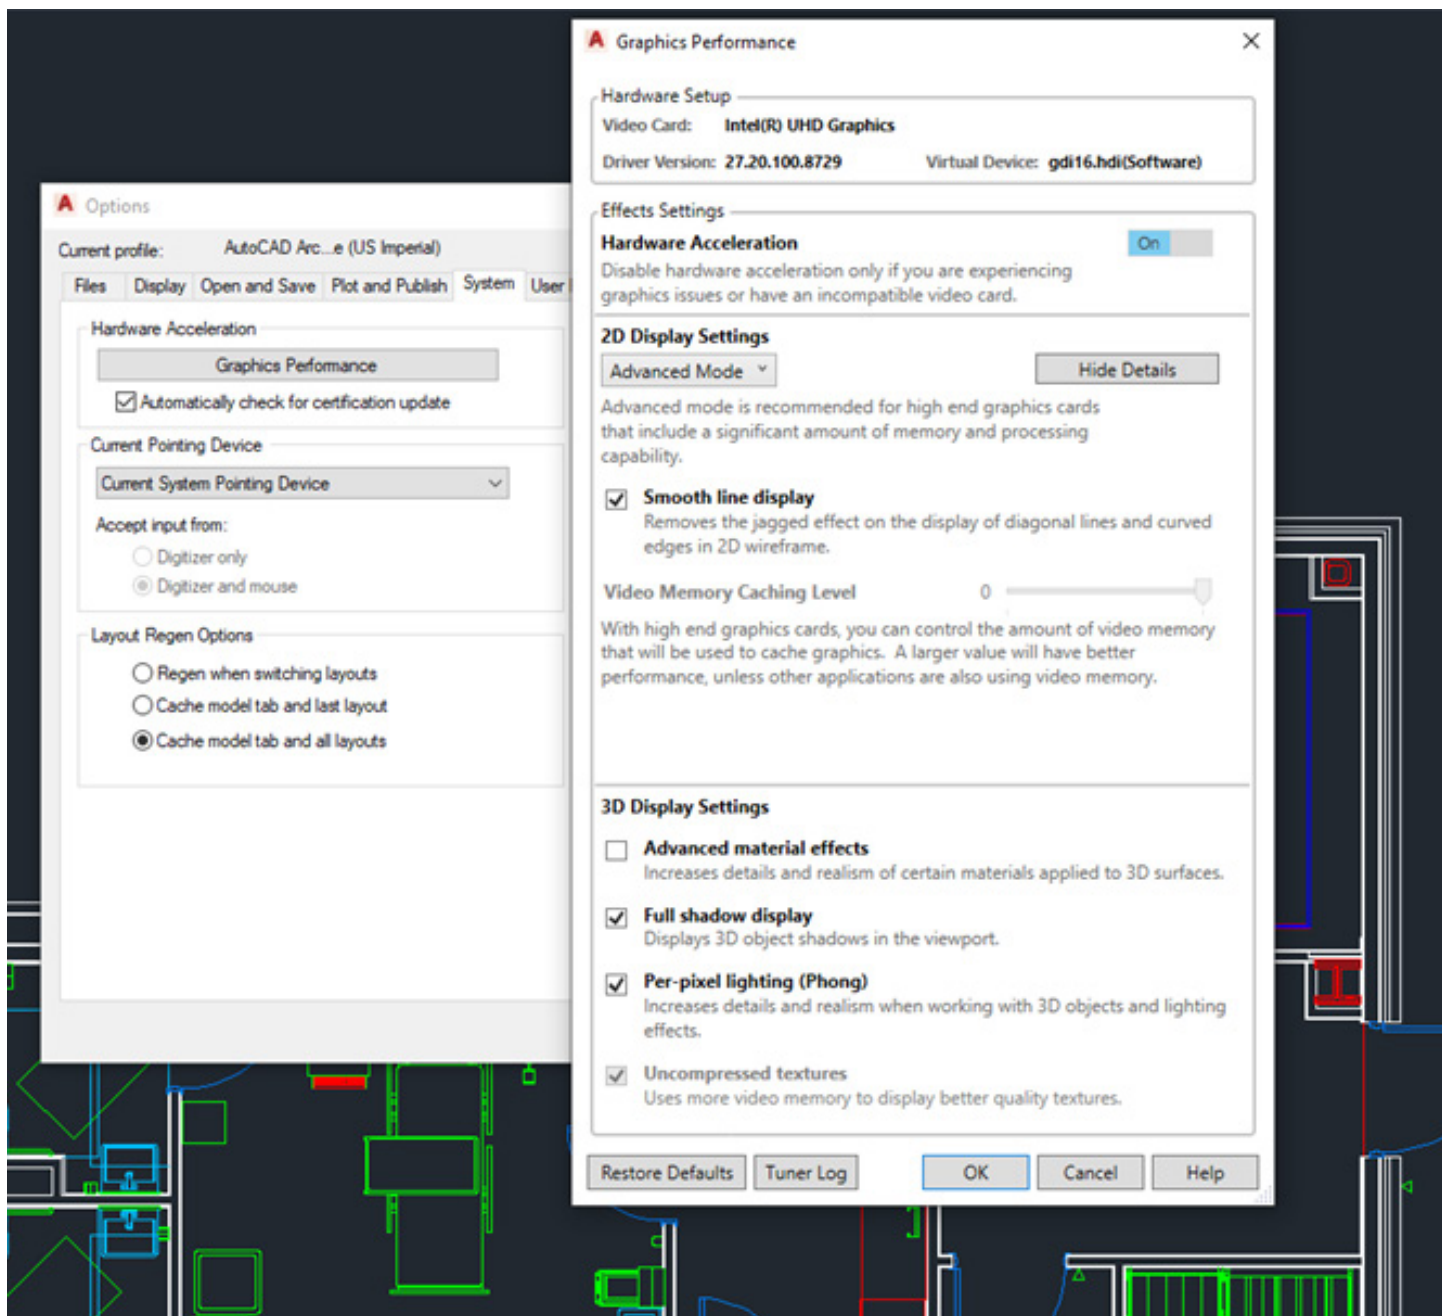 Options
Current profile: AutoCAD Arc...e (US Imperial)
Files Display Open and Save Plot and Publish System User
Hardware Acceleration
Graphics Performance
Automatically check for certification update
Current Pointing Device
Current System Pointing Device
Accept input from:
Digitizer only
Digitizer and mouse
Layout Regen Options
Regen when switching layouts
Cache model tab and last layout
Cache model tab and all layouts
Graphics Performance
Hardware Setup
Video Card: Intel(R) UHD Graphics
Driver Version: 27.20.100.8729 Virtual Device: gdi16.hdi(Software)
Effects Settings
Hardware Acceleration On
Disable hardware acceleration only if you are experiencing
graphics issues or have an incompatible video card.
2D Display Settings
Advanced Mode Hide Details
Advanced mode is recommended for high end graphics cards
that include a significant amount of memory and processing
capability.
Smooth line display
Removes the jagged effect on the display of diagonal lines and curved
edges in 2D wireframe.
Video Memory Caching Level 0
With high end graphics cards, you can control the amount of video memory
that will be used to cache graphics. A larger value will have better
performance, unless other applications are also using video memory.
3D Display Settings
Advanced material effects
Increases details and realism of certain materials applied to 3D surfaces.
Full shadow display
Displays 3D object shadows in the viewport.
Per-pixel lighting (Phong)
Increases details and realism when working with 3D objects and lighting
effects.
Uncompressed textures
Uses more video memory to display better quality textures.
Restore Defaults Tuner Log OK Cancel Help